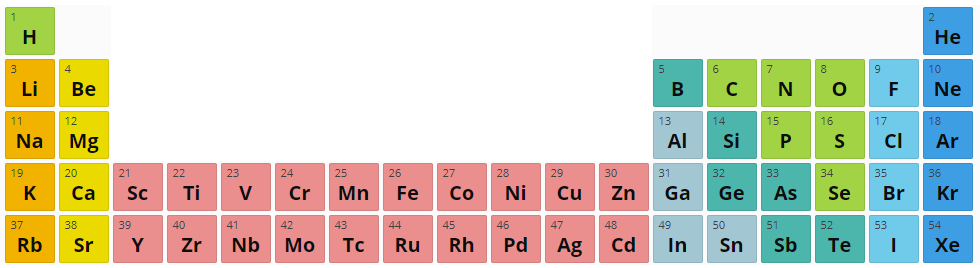 1 2
H He
3 4 5 6 7 8 9 10
Li Be B C N O F Ne
11 12 13 14 15 16 17 18
Na Mg Al Si P S Cl Ar
19 20 21 22 23 24 25 26 27 28 29 30 31 32 33 34 35 36
K Ca Sc Ti V Cr Mn Fe Co Ni Cu Zn Ga Ge As Se Br Kr
37 38 39 40 41 42 43 44 45 46 47 48 49 50 51 52 53 54
Rb Sr Y Zr Nb Mo Tc Ru Rh Pd Ag Cd In Sn Sb Te I Xe